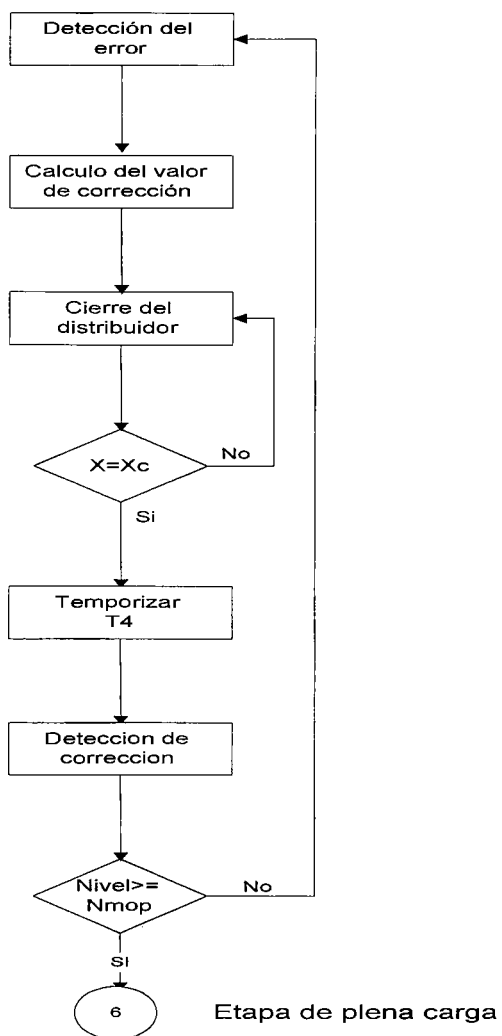 Detección del
error
Calculo del valor
de corrección
Cierre del
distribuidor
X=Xc
No
Si
Temporizar
T4
Deteccion de
correccion
Nivel>=
Nmop
No
SI
6
Etapa de plena carga